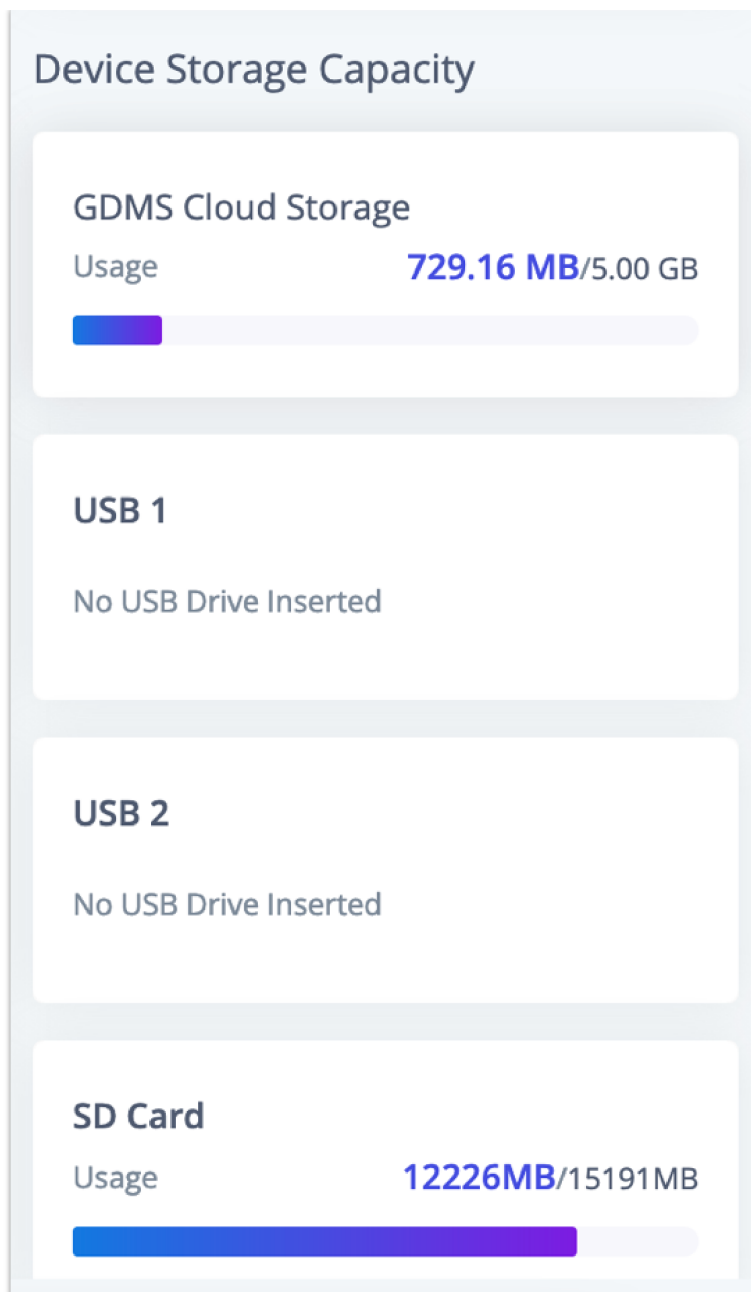 Device Storage Capacity
GDMS Cloud Storage
Usage 729.16 MB/5.00 GB
USB 1
No USB Drive Inserted
USB 2
No USB Drive Inserted
SD Card
Usage 12226MB/15191MB